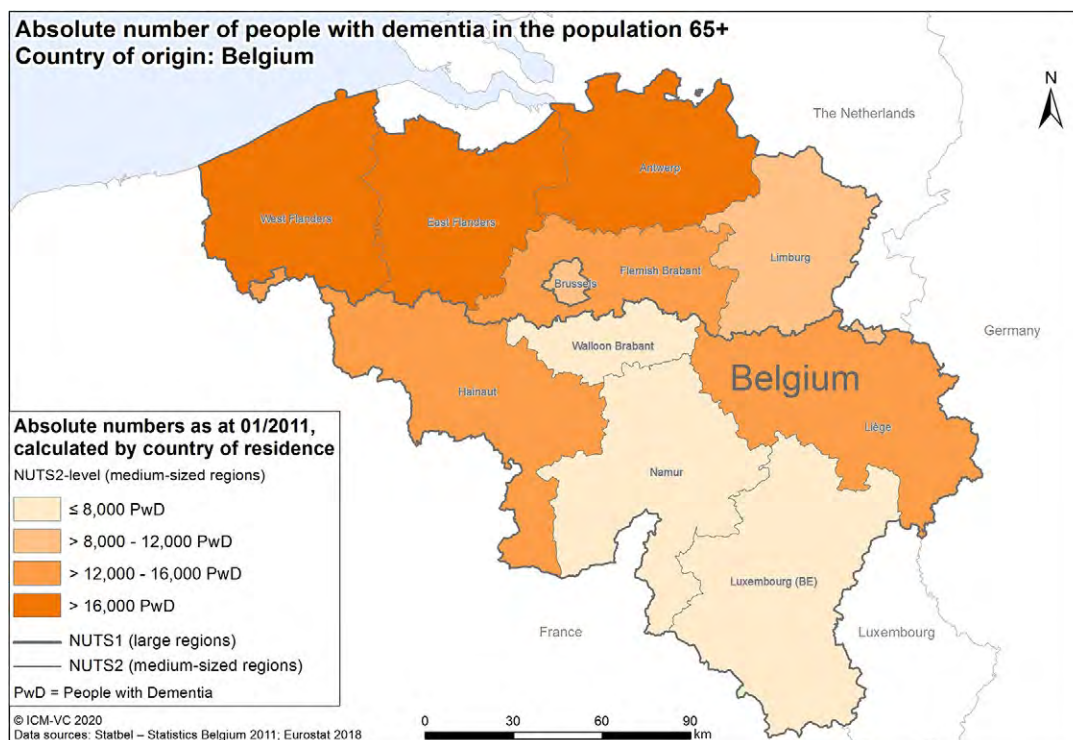 Absolute number of people with dementia in the population 65+
Country of origin: Belgium
N
The Netherlands
Antwerp
West Flanders
East Flanders
Limburg
Flemish Brabant
Brussels
Germany
Walloon Brabant
Belgium
Hainaut
Liège
Namur
Luxembourg (BE)
France
Luxembourg
Absolute numbers as at 01/2011,
calculated by country of residence
NUTS2-level (medium-sized regions)
≤ 8,000 PwD
> 8,000 - 12,000 PwD
> 12,000 - 16,000 PwD
> 16,000 PwD
NUTS1 (large regions)
NUTS2 (medium-sized regions)
PwD = People with Dementia
© ICM-VC 2020
Data sources: Statbel – Statistics Belgium 2011; Eurostat 2018
0 30 60 90
km